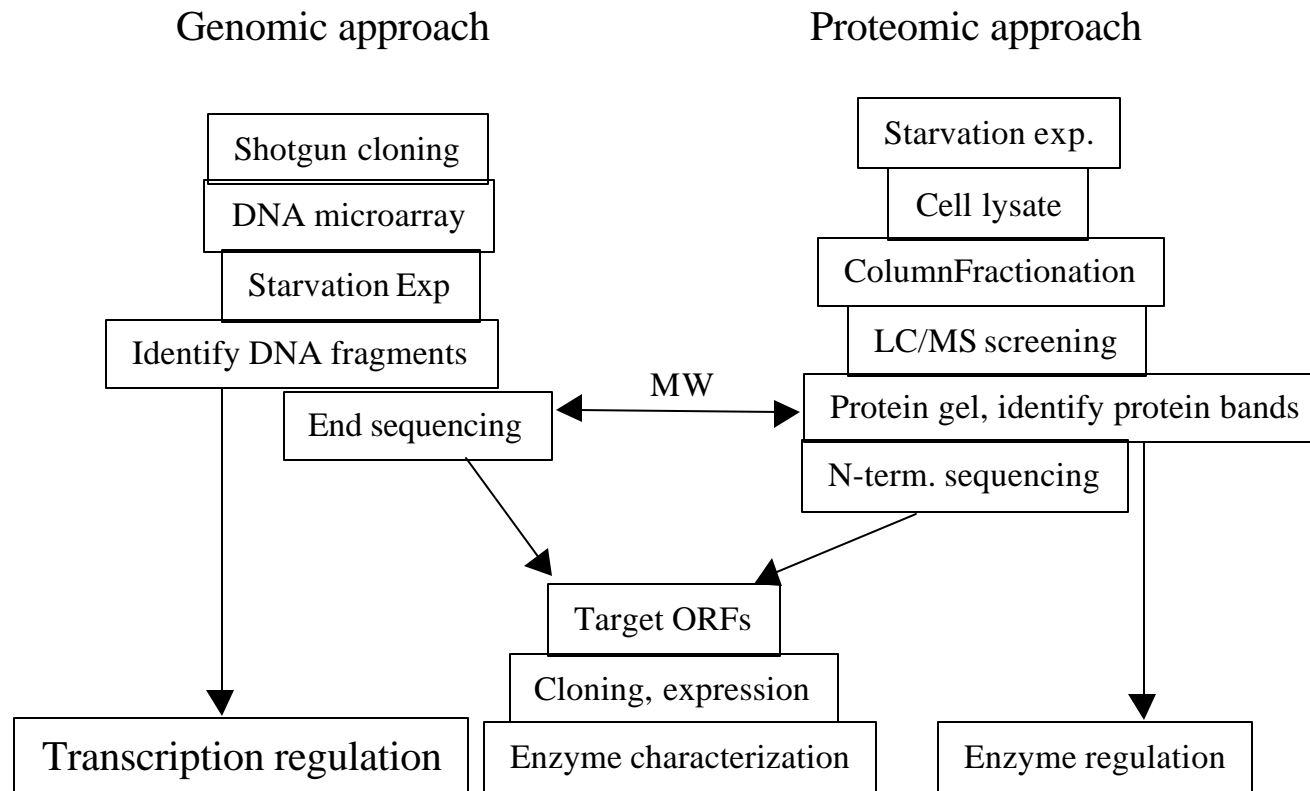 Genomic approach
Proteomic approach
Shotgun cloning
DNA microarray
Starvation Exp
Identify DNA fragments
End sequencing
MW
Starvation exp.
Cell lysate
ColumnFractionation
LC/MS screening
Protein gel, identify protein bands
N-term. sequencing
Target ORFs
Cloning, expression
Transcription regulation
Enzyme characterization
Enzyme regulation